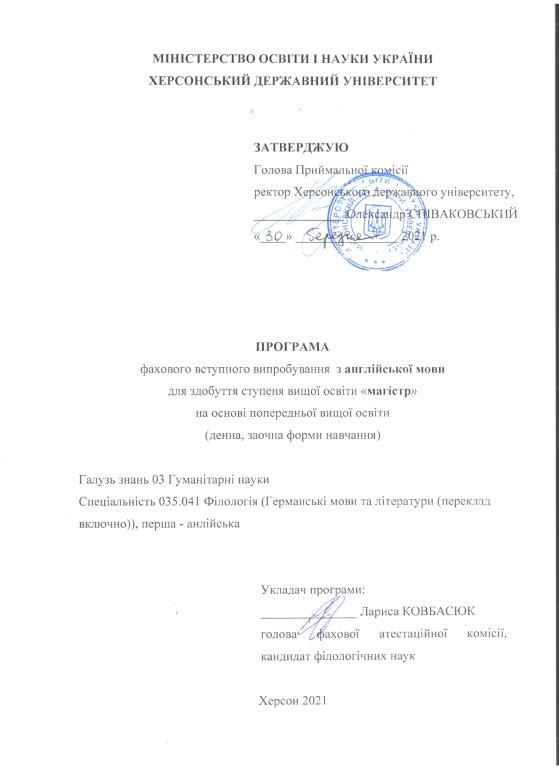 МІНІСТЕРСТВО ОСВІТИ І НАУКИ УКРАЇНИ
ХЕРСОНСЬКИЙ ДЕРЖАВНИЙ УНІВЕРСИТЕТ
ЗАТВЕРДЖУЮ
Голова Приймальної комісії
ректор Херсонського державного університету,
______________ Олександр СПІВАКОВСЬКИЙ
« 30 » березня 2021 р.
ПРОГРАМА
фахового вступного випробування з англійської мови
для здобуття ступеня вищої освіти «магістр»
на основі попередньої вищої освіти
(денна, заочна форми навчання)
Галузь знань 03 Гуманітарні науки
Спеціальність 035.041 Філологія (Германські мови та літератури (переклад
включно)), перша - анлійська
Укладач програми:
_______________ Лариса КОВБАСЮК
голова фахової атестаційної комісії,
кандидат філологічних наук
Херсон 2021